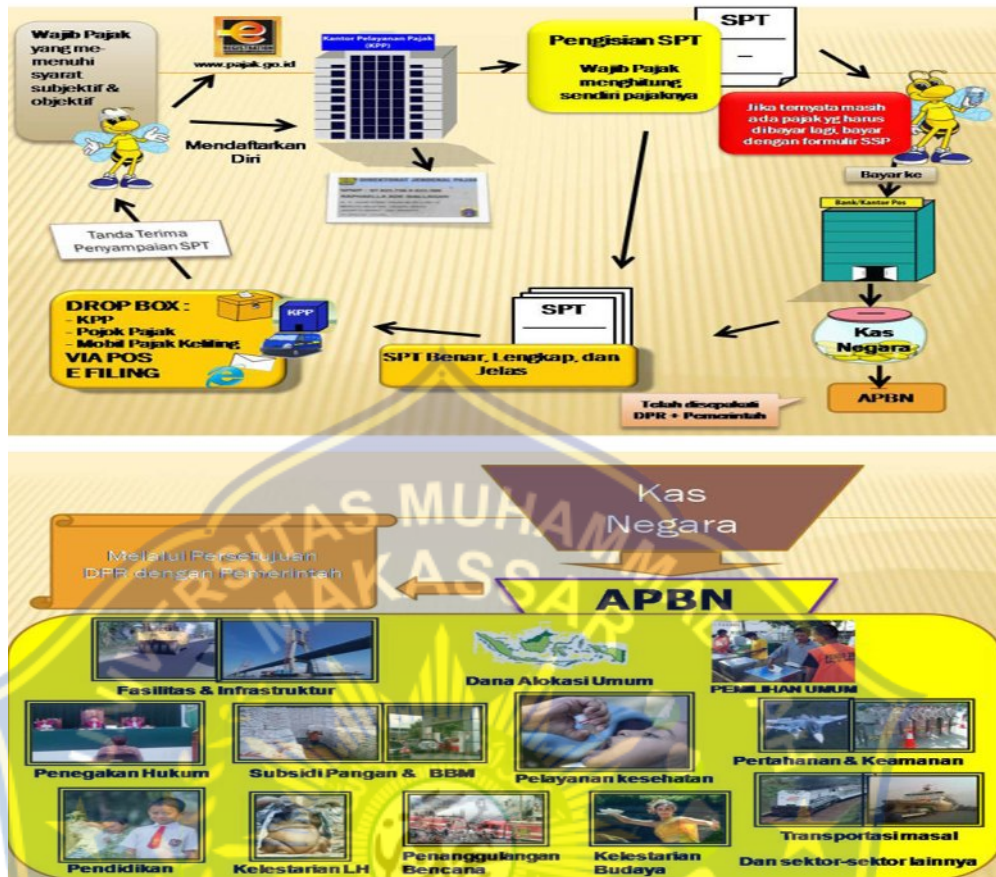 Wajib Pajak
yang me-
menuhi
syarat
subjektif &
objektif
e
REGISTRATION
www.pajak.go.id
Mendaftarkan
Diri
Kantor Pelayanan Pajak
(KPP)
DIREKTORAT JENDERAL PAJAK
NPWP
Pengisian SPT
Wajib Pajak
menghitung
sendiri pajaknya
SPT
Jika ternyata masih
ada pajak yg harus
dibayar lagi, bayar
dengan formulir SSP
Bayar ke
Bank/Kantor Pos
Kas
Negara
APBN
Telah disepakati
DPR + Pemerintah
SPT
SPT Benar, Lengkap, dan
Jelas
DROP BOX :
- KPP
- Pojok Pajak
- Mobil Pajak Keliling
VIA POS
E FILING
KPP
Tanda Terima
Penyampaian SPT
Kas
Negara
Melalui Persetujuan
DPR dengan Pemerintah
APBN
Fasilitas & Infrastruktur
Dana Alokasi Umum
PEMILIHAN UMUM
Penegakan Hukum
Subsidi Pangan & BBM
Pelayanan kesehatan
Pertahanan & Keamanan
Pendidikan
Kelestarian LH
Penanggulangan
Bencana
Kelestarian
Budaya
Transportasi masal
Dan sektor-sektor lainnya
UNIVERSITAS MUHAMMAD
MAKASSAR